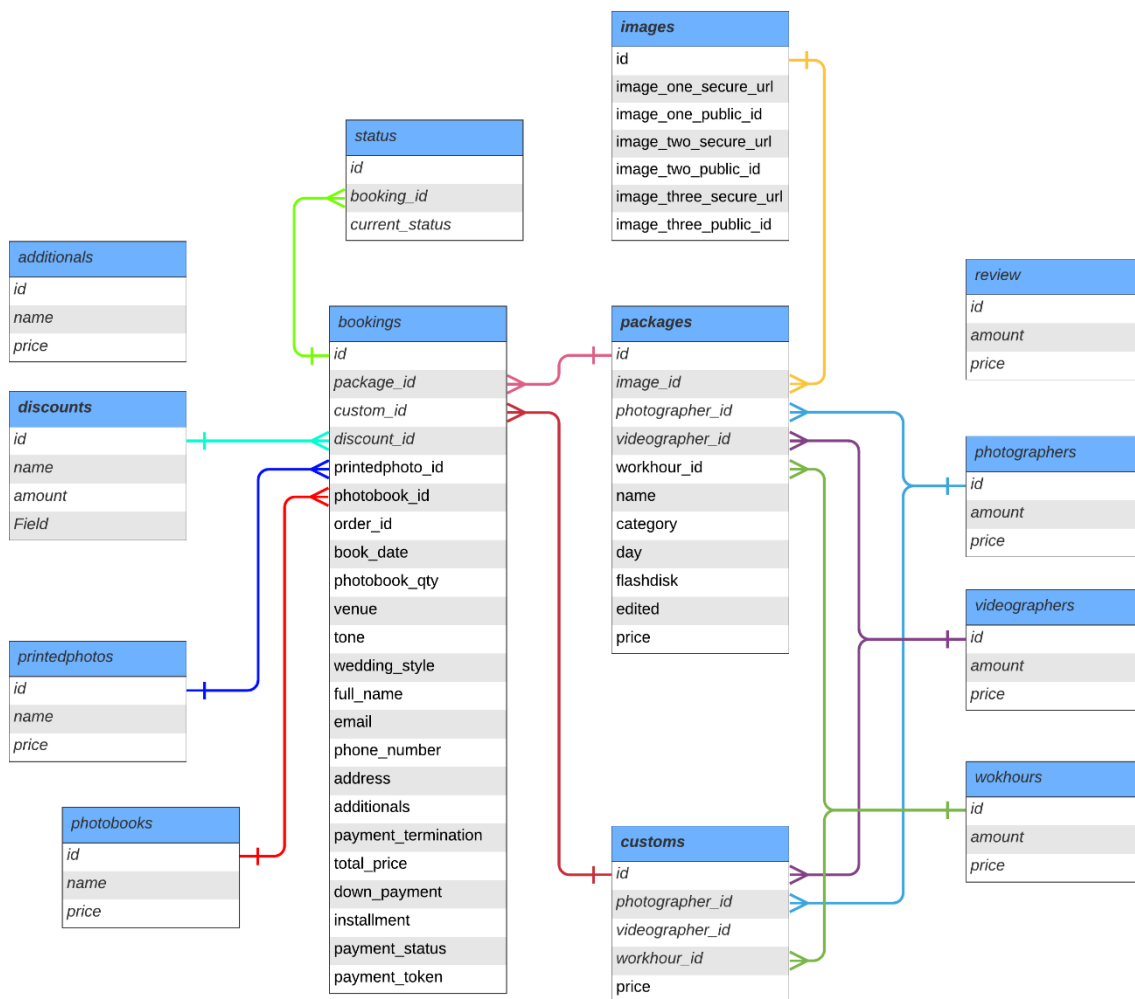 images
id
image_one_secure_url
image_one_public_id
image_two_secure_url
image_two_public_id
image_three_secure_url
image_three_public_id
status
id
booking_id
current_status
additionals
id
name
price
review
id
amount
price
bookings
id
package_id
custom_id
discount_id
printedphoto_id
photobook_id
order_id
book_date
photobook_qty
venue
tone
wedding_style
full_name
email
phone_number
address
additionals
payment_termination
total_price
down_payment
installment
payment_status
payment_token
packages
id
image_id
photographer_id
videographer_id
workhour_id
name
category
day
flashdisk
edited
price
discounts
id
name
amount
Field
photographers
id
amount
price
videographers
id
amount
price
printedphotos
id
name
price
wokhours
id
amount
price
photobooks
id
name
price
customs
id
photographer_id
videographer_id
workhour_id
price